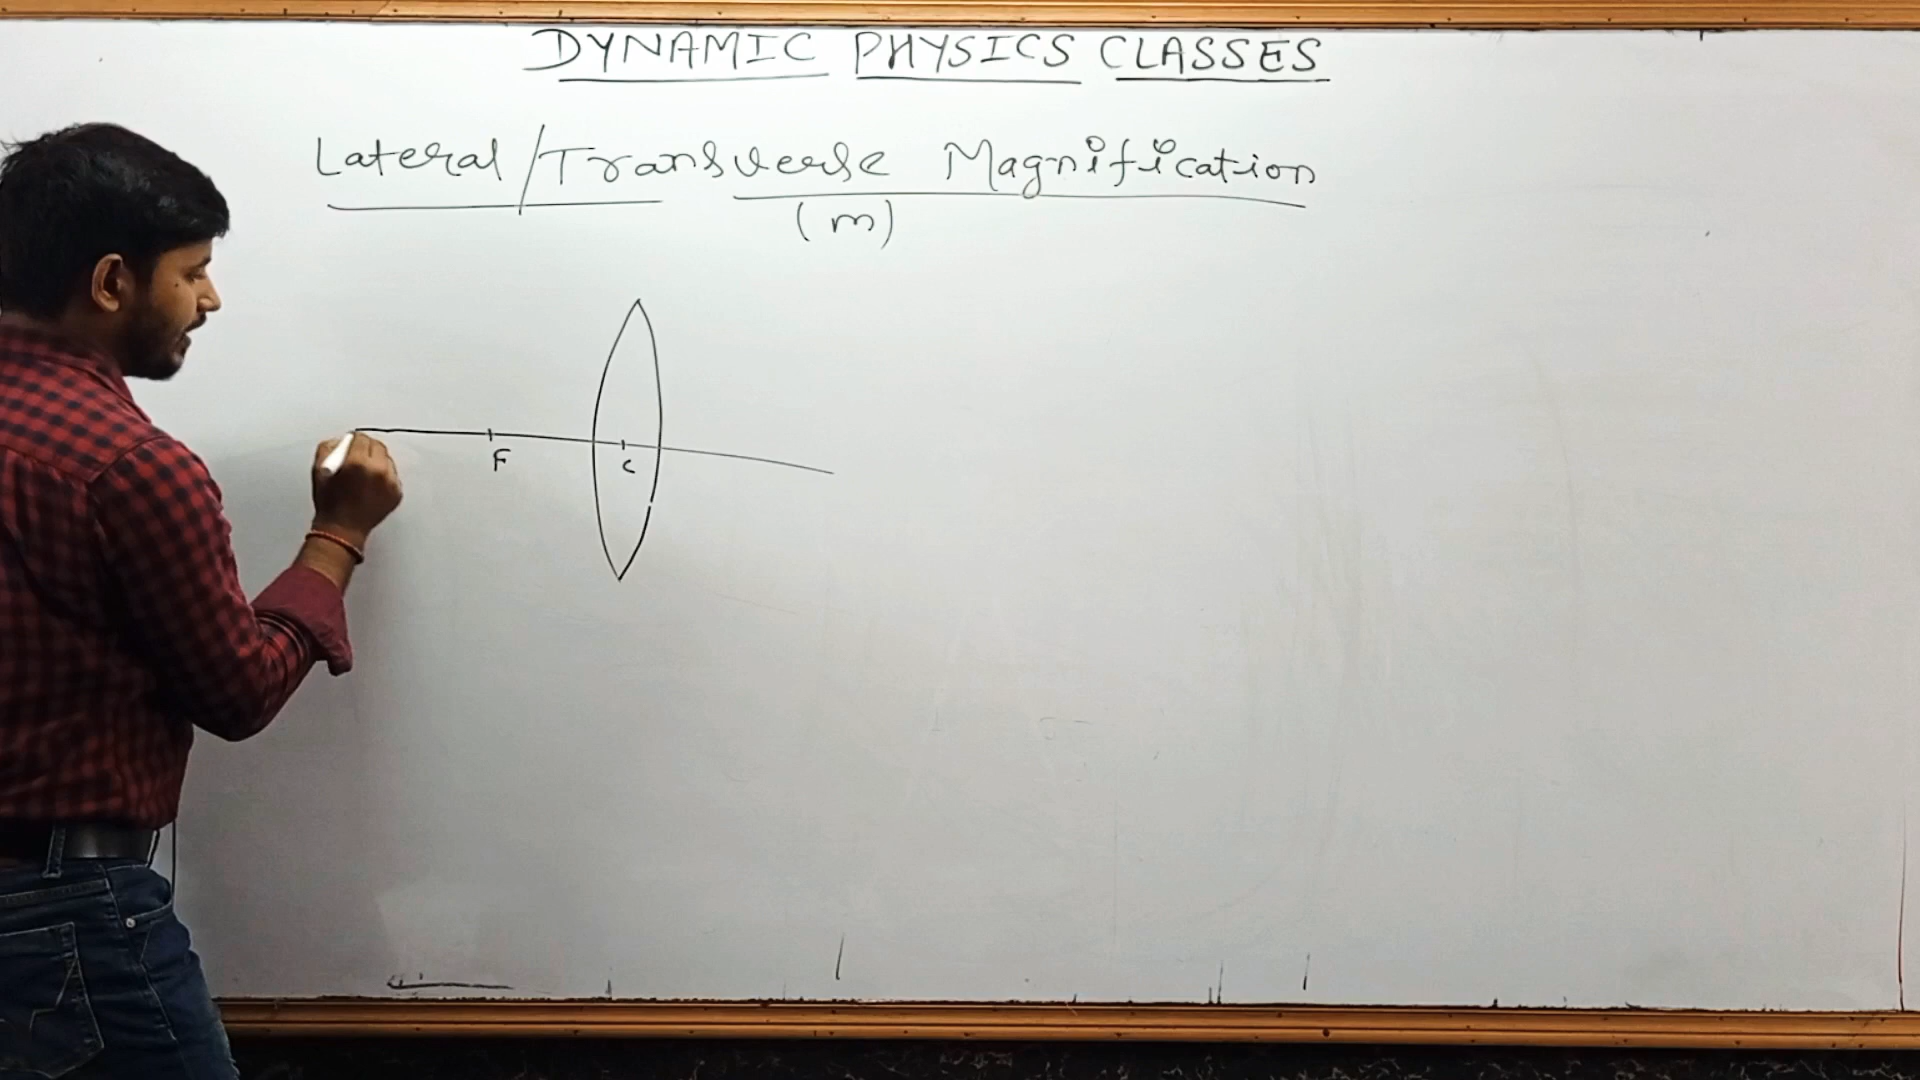 DYNAMIC PHYSICS CLASSES
Lateral/Transverse Magnification
(m)
F C